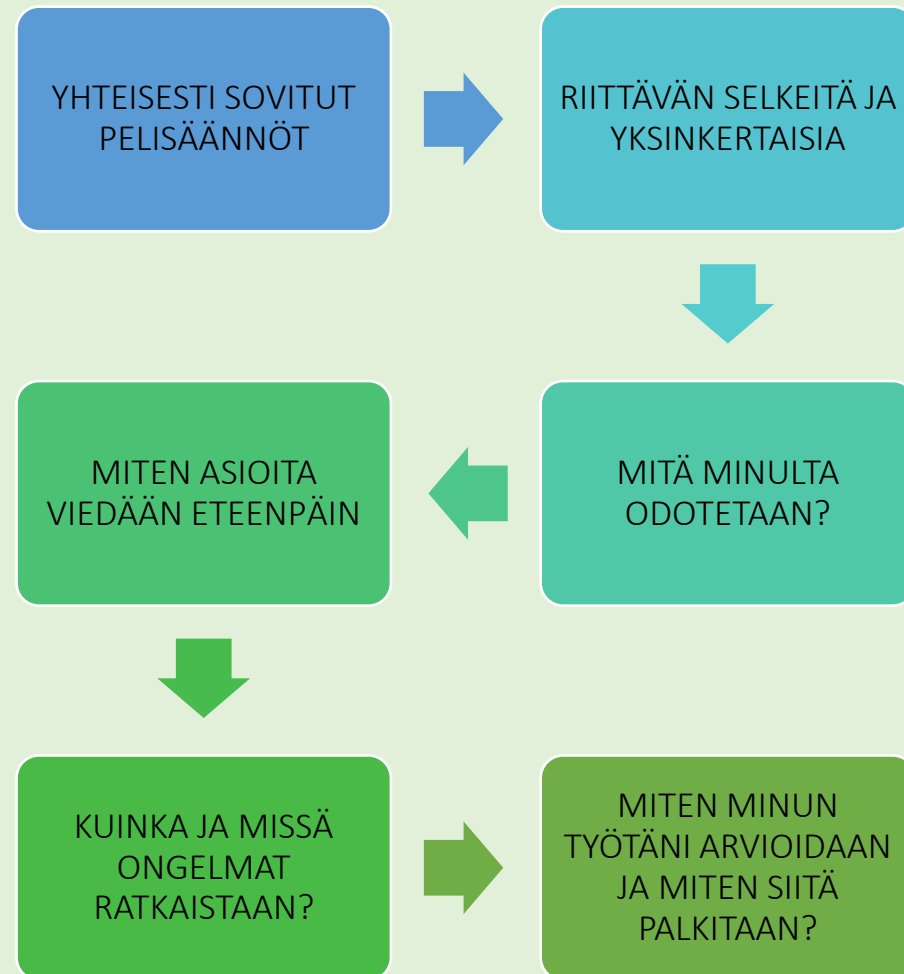 YHTEISESTI SOVITUT
PELISÄÄNNÖT
RIITTÄVÄN SELKEITÄ JA
YKSINKERTAISIA
MITÄ MINULTA
ODOTETAAN?
MITEN ASIOITA
VIEDÄÄN ETEENPÄIN
KUINKA JA MISSÄ
ONGELMAT
RATKAISTAAN?
MITEN MINUN
TYÖTÄNI ARVIOIDAAN
JA MITEN SIITÄ
PALKITAAN?